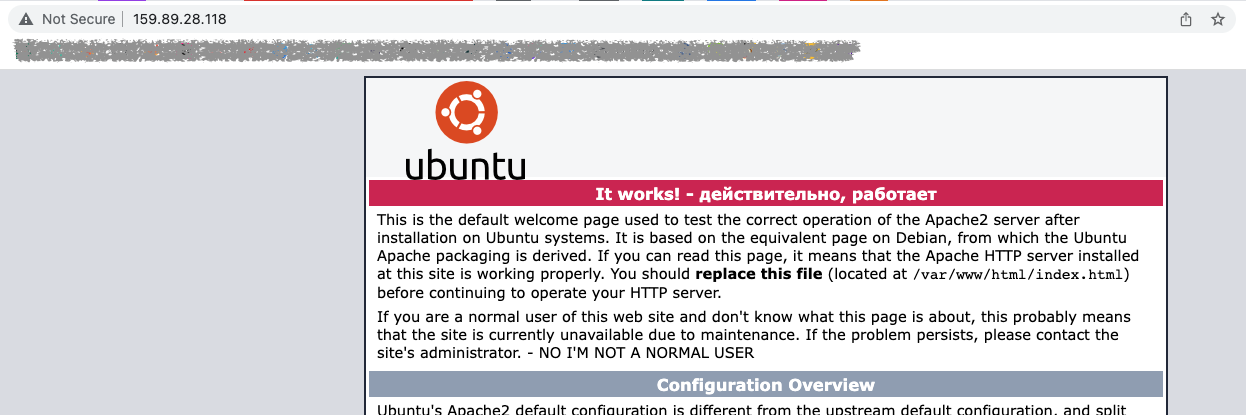 Not Secure 159.89.28.118
ubuntu
It works! - действительно, работает
This is the default welcome page used to test the correct operation of the Apache2 server after
installation on Ubuntu systems. It is based on the equivalent page on Debian, from which the Ubuntu
Apache packaging is derived. If you can read this page, it means that the Apache HTTP server installed
at this site is working properly. You should replace this file (located at /var/www/html/index.html)
before continuing to operate your HTTP server.
If you are a normal user of this web site and don't know what this page is about, this probably means
that the site is currently unavailable due to maintenance. If the problem persists, please contact the
site's administrator. - NO I'M NOT A NORMAL USER
Configuration Overview
Ubuntu's Apache2 default configuration is different from the upstream default configuration, and split